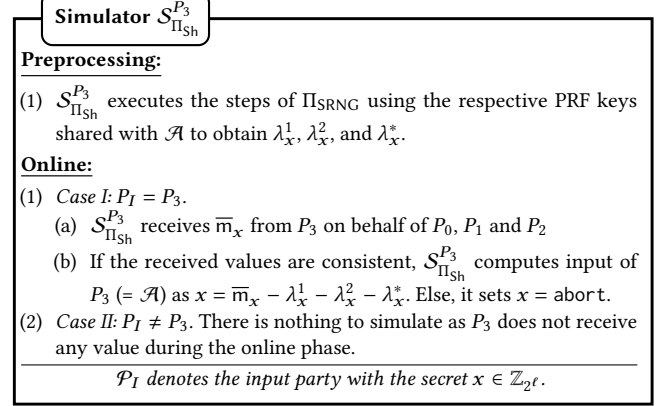 Simulator 𝒮^{P_3}_{Π_Sh}
Preprocessing:
(1) 𝒮^{P_3}_{Π_Sh} executes the steps of Π_SRNG using the respective PRF keys
shared with 𝒜 to obtain λ^1_x, λ^2_x, and λ^*_x.
Online:
(1) Case I: P_I = P_3.
(a) 𝒮^{P_3}_{Π_Sh} receives m̅_x from P_3 on behalf of P_0, P_1 and P_2
(b) If the received values are consistent, 𝒮^{P_3}_{Π_Sh} computes input of
P_3 (= 𝒜) as x = m̅_x − λ^1_x − λ^2_x − λ^*_x. Else, it sets x = abort.
(2) Case II: P_I ≠ P_3. There is nothing to simulate as P_3 does not receive
any value during the online phase.
𝒫_I denotes the input party with the secret x ∈ ℤ_{2^ℓ}.